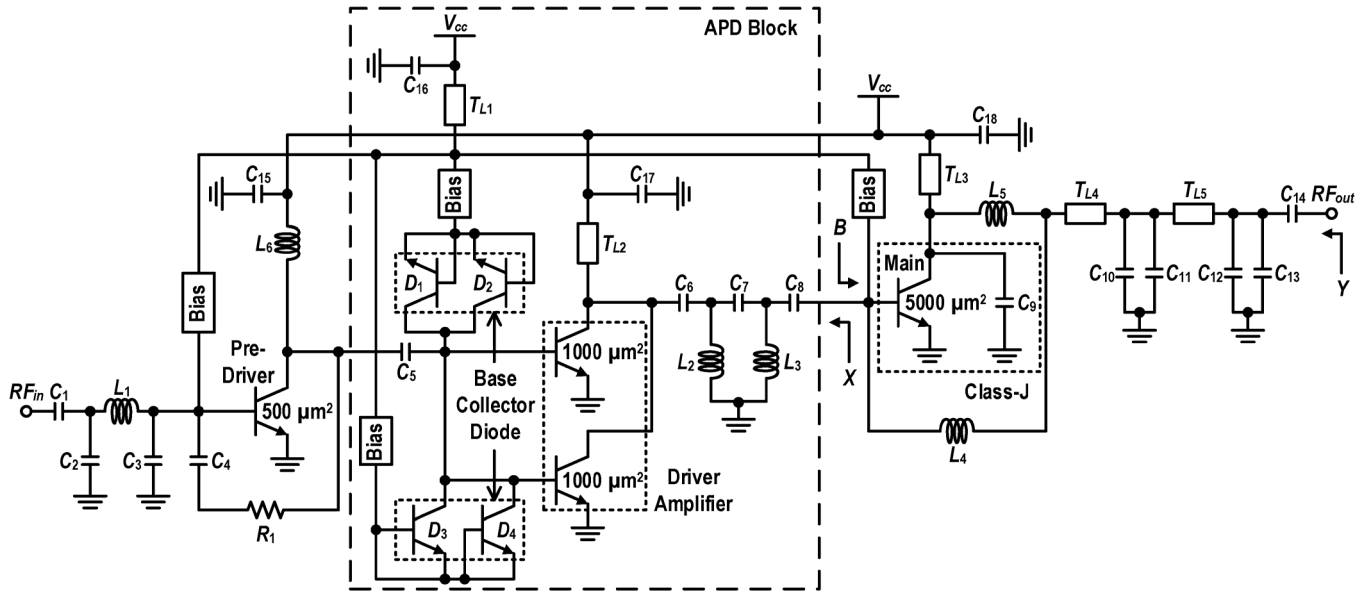 APD Block
Vcc
C16
TL1
Vcc
C18
C15
Bias
C17
Bias
TL3
L6
TL2
L5
TL4
TL5
C14 RFout
B
D1
D2
Main
Bias
C6
C7
C8
5000 µm²
C9
C10
C11
C12
C13
Y
Pre-
Driver
1000 µm²
L2
L3
X
C5
Base
Collector
Diode
Class-J
RFin C1
L1
500 µm²
Bias
L4
C2
C3
C4
1000 µm²
Driver
Amplifier
R1
D3
D4